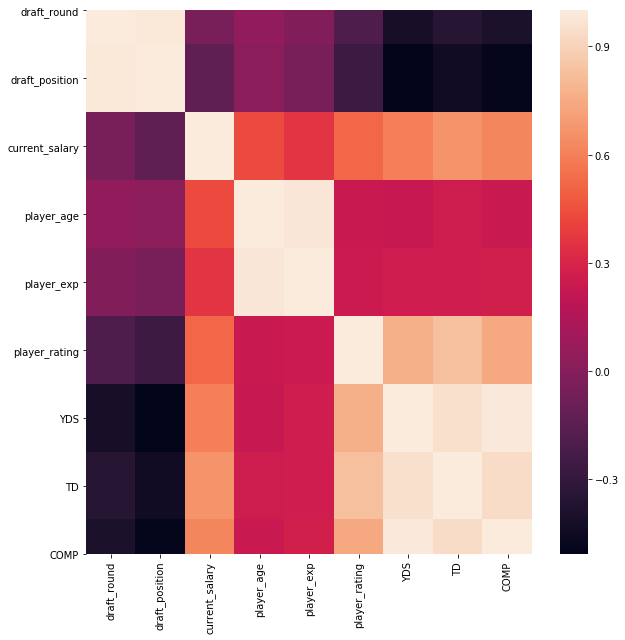 draft_round
draft_position
current_salary
player_age
player_exp
player_rating
YDS
TD
COMP
draft_round
draft_position
current_salary
player_age
player_exp
player_rating
YDS
TD
COMP
0.9
0.6
0.3
0.0
−0.3